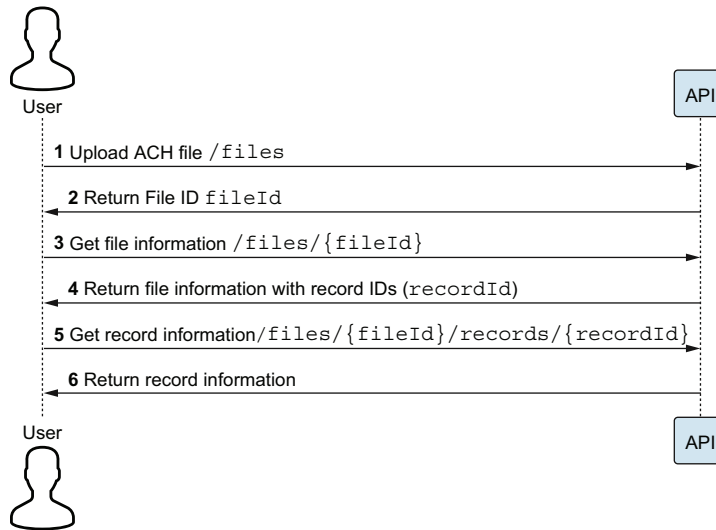 User
API
1 Upload ACH file /files
2 Return File ID fileId
3 Get file information /files/{fileId}
4 Return file information with record IDs (recordId)
5 Get record information/files/{fileId}/records/{recordId}
6 Return record information
User
API